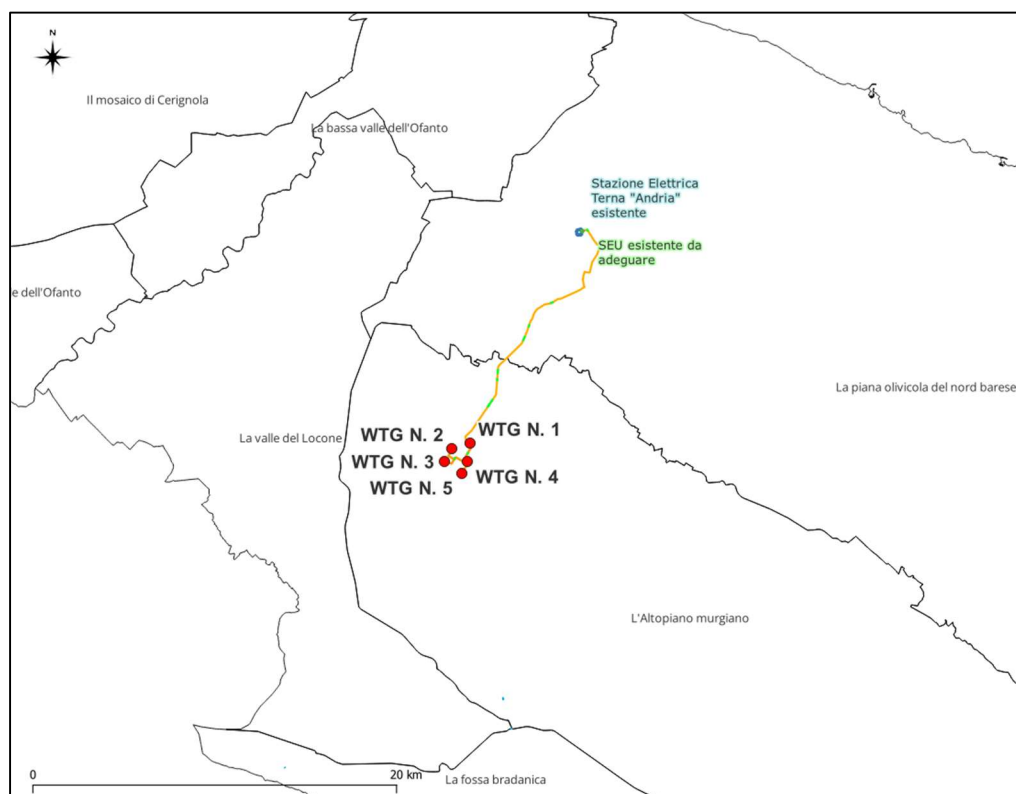 N
Il mosaico di Cerignola
La bassa valle dell'Ofanto
Stazione Elettrica
Terna "Andria"
esistente
SEU esistente da
adeguare
e dell'Ofanto
La piana olivicola del nord barese
La valle del Locone
WTG N. 2
WTG N. 1
WTG N. 3
WTG N. 4
WTG N. 5
L'Altopiano murgiano
0
20 km
La fossa bradanica